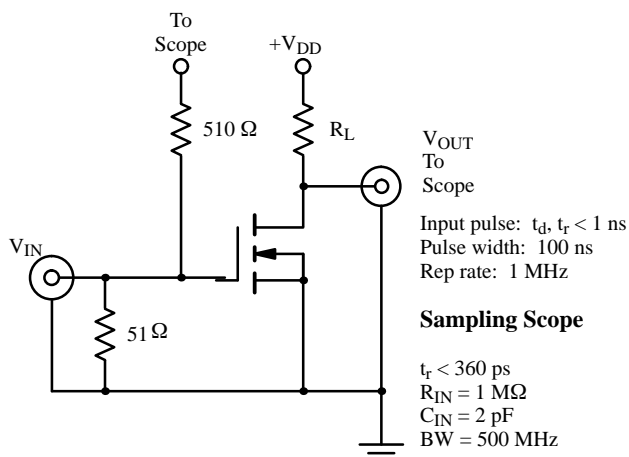 To
Scope
+VDD
510 Ω
RL
VOUT
To
Scope
Input pulse: td, tr < 1 ns
Pulse width: 100 ns
Rep rate: 1 MHz
VIN
51 Ω
Sampling Scope
tr < 360 ps
RIN = 1 MΩ
CIN = 2 pF
BW = 500 MHz